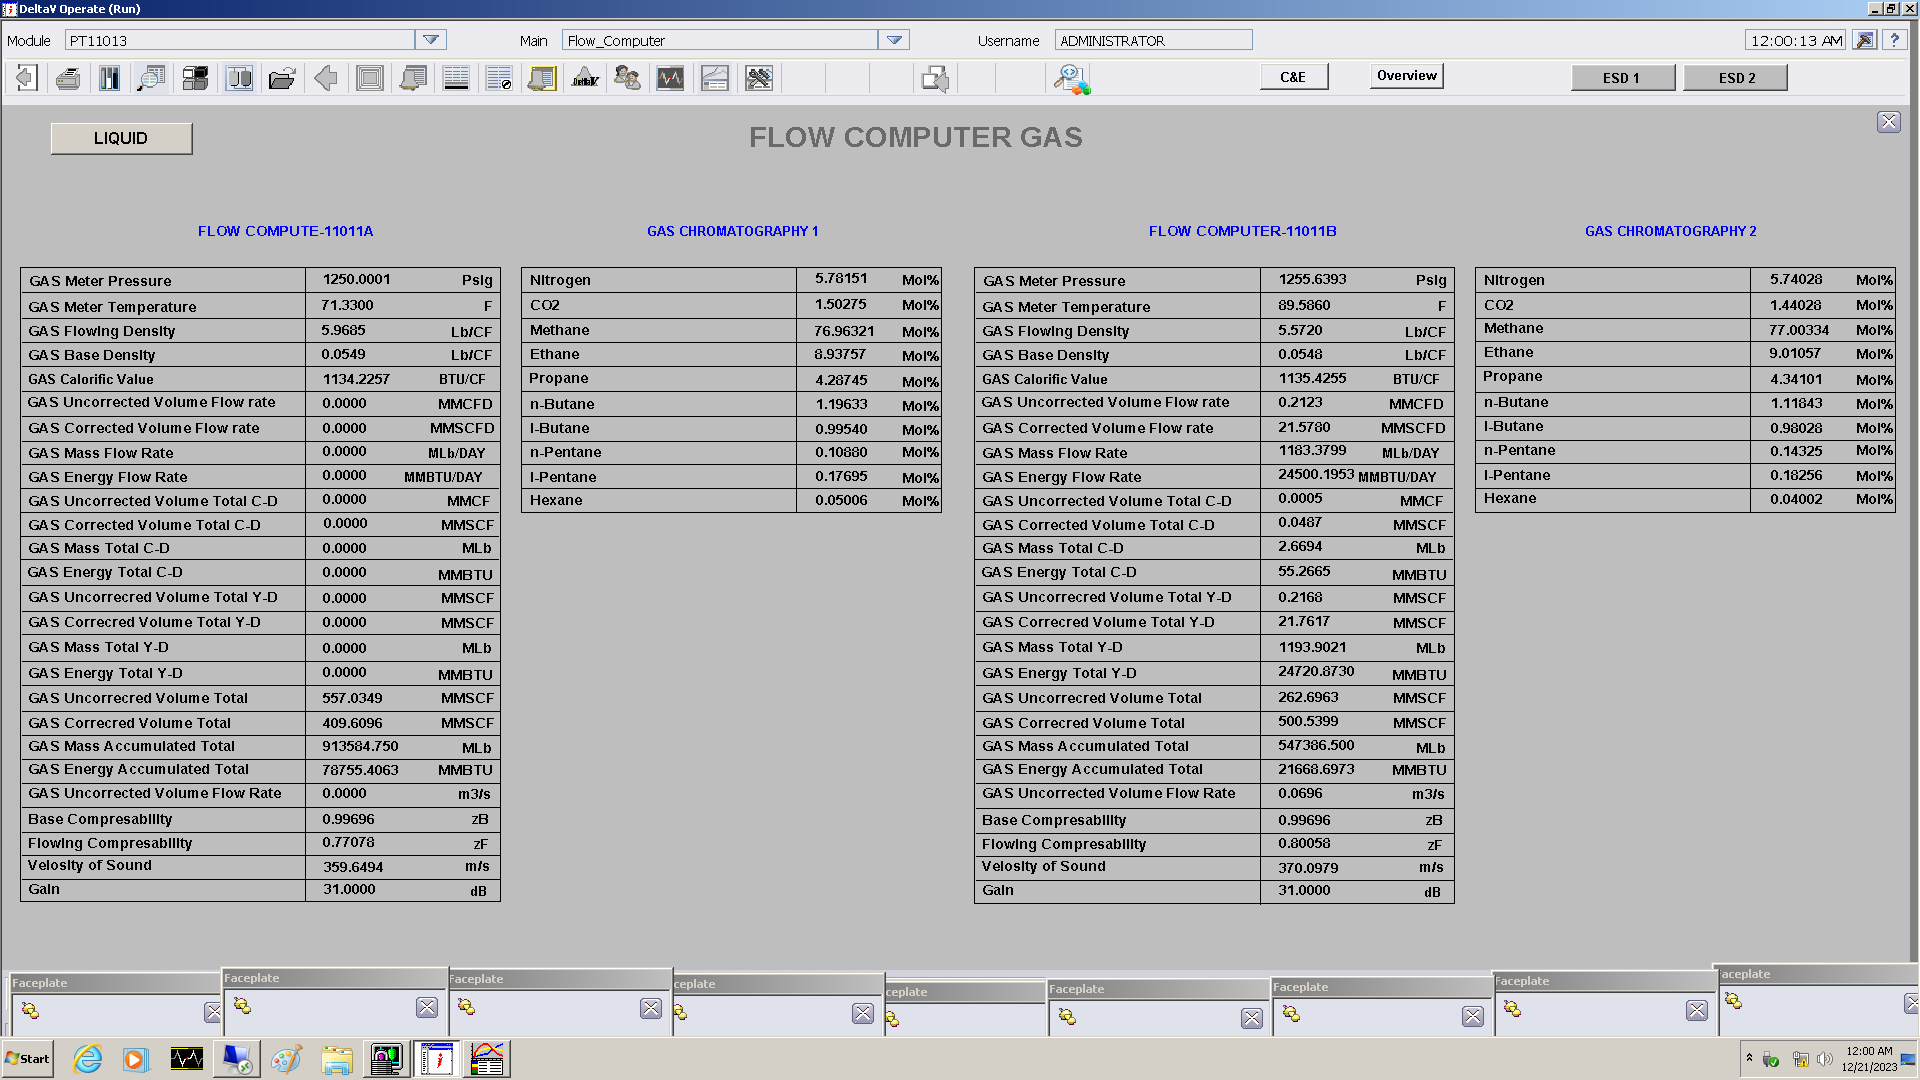 DeltaV Operate (Run)
Module PT11013 Main Flow_Computer Username ADMINISTRATOR 12:00:13 AM ?
DeltaV C&E Overview ESD 1 ESD 2
LIQUID FLOW COMPUTER GAS
FLOW COMPUTE-11011A
GAS Meter Pressure 1250.0001 PsIg
GAS Meter Temperature 71.3300 F
GAS Flowing Density 5.9685 Lb/CF
GAS Base Density 0.0549 Lb/CF
GAS Calorific Value 1134.2257 BTU/CF
GAS Uncorrected Volume Flow rate 0.0000 MMCFD
GAS Corrected Volume Flow rate 0.0000 MMSCFD
GAS Mass Flow Rate 0.0000 MLb/DAY
GAS Energy Flow Rate 0.0000 MMBTU/DAY
GAS Uncorrected Volume Total C-D 0.0000 MMCF
GAS Corrected Volume Total C-D 0.0000 MMSCF
GAS Mass Total C-D 0.0000 MLb
GAS Energy Total C-D 0.0000 MMBTU
GAS Uncorrecred Volume Total Y-D 0.0000 MMSCF
GAS Correcred Volume Total Y-D 0.0000 MMSCF
GAS Mass Total Y-D 0.0000 MLb
GAS Energy Total Y-D 0.0000 MMBTU
GAS Uncorrecred Volume Total 557.0349 MMSCF
GAS Correcred Volume Total 409.6096 MMSCF
GAS Mass Accumulated Total 913584.750 MLb
GAS Energy Accumulated Total 78755.4063 MMBTU
GAS Uncorrected Volume Flow Rate 0.0000 m3/s
Base Compresability 0.99696 zB
Flowing Compresability 0.77078 zF
Velosity of Sound 359.6494 m/s
Gain 31.0000 dB
GAS CHROMATOGRAPHY 1
Nitrogen 5.78151 Mol%
CO2 1.50275 Mol%
Methane 76.96321 Mol%
Ethane 8.93757 Mol%
Propane 4.28745 Mol%
n-Butane 1.19633 Mol%
I-Butane 0.99540 Mol%
n-Pentane 0.10880 Mol%
I-Pentane 0.17695 Mol%
Hexane 0.05006 Mol%
FLOW COMPUTER-11011B
GAS Meter Pressure 1255.6393 PsIg
GAS Meter Temperature 89.5860 F
GAS Flowing Density 5.5720 Lb/CF
GAS Base Density 0.0548 Lb/CF
GAS Calorific Value 1135.4255 BTU/CF
GAS Uncorrected Volume Flow rate 0.2123 MMCFD
GAS Corrected Volume Flow rate 21.5780 MMSCFD
GAS Mass Flow Rate 1183.3799 MLb/DAY
GAS Energy Flow Rate 24500.1953 MMBTU/DAY
GAS Uncorrected Volume Total C-D 0.0005 MMCF
GAS Corrected Volume Total C-D 0.0487 MMSCF
GAS Mass Total C-D 2.6694 MLb
GAS Energy Total C-D 55.2665 MMBTU
GAS Uncorrecred Volume Total Y-D 0.2168 MMSCF
GAS Correcred Volume Total Y-D 21.7617 MMSCF
GAS Mass Total Y-D 1193.9021 MLb
GAS Energy Total Y-D 24720.8730 MMBTU
GAS Uncorrecred Volume Total 262.6963 MMSCF
GAS Correcred Volume Total 500.5399 MMSCF
GAS Mass Accumulated Total 547386.500 MLb
GAS Energy Accumulated Total 21668.6973 MMBTU
GAS Uncorrected Volume Flow Rate 0.0696 m3/s
Base Compresability 0.99696 zB
Flowing Compresability 0.80058 zF
Velosity of Sound 370.0979 m/s
Gain 31.0000 dB
GAS CHROMATOGRAPHY 2
Nitrogen 5.74028 Mol%
CO2 1.44028 Mol%
Methane 77.00334 Mol%
Ethane 9.01057 Mol%
Propane 4.34101 Mol%
n-Butane 1.11843 Mol%
I-Butane 0.98028 Mol%
n-Pentane 0.14325 Mol%
I-Pentane 0.18256 Mol%
Hexane 0.04002 Mol%
Faceplate Faceplate Faceplate ceplate ceplate Faceplate Faceplate Faceplate aceplate
Start 12:00 AM
12/21/2023